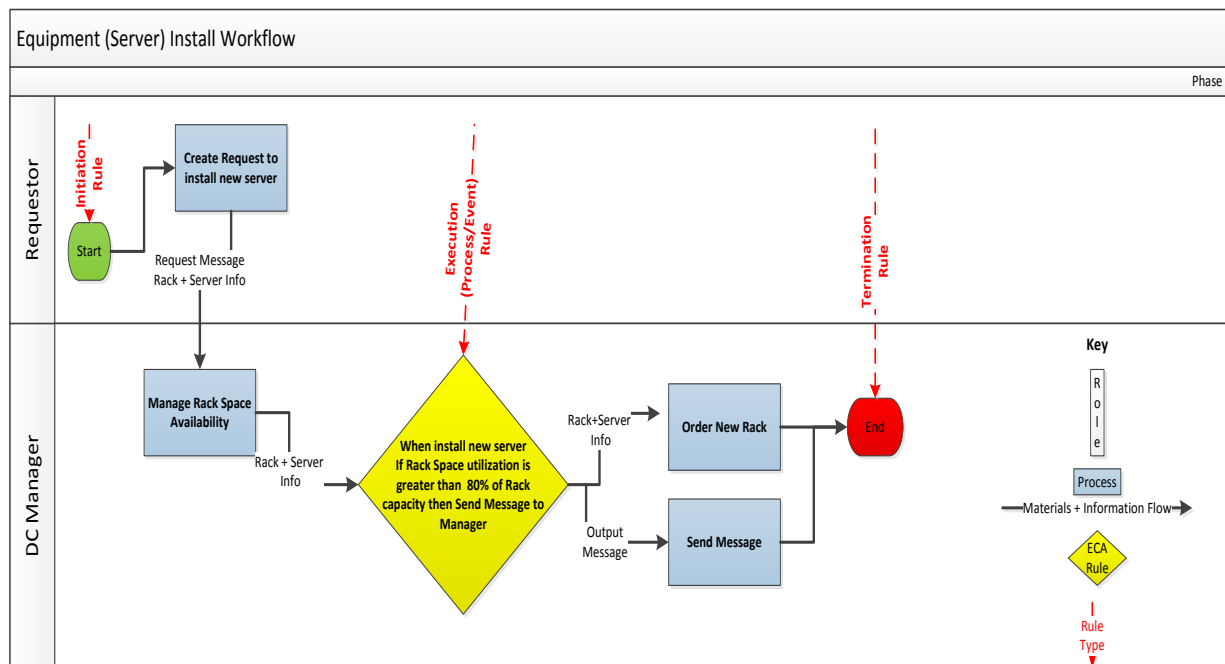 Equipment (Server) Install Workflow
Phase
Requestor
Initiation
Rule
Start
Create Request to
install new server
Request Message
Rack + Server Info
Execution
(Process/Event)
Rule
Termination
Rule
DC Manager
Manage Rack Space
Availability
Rack + Server
Info
When install new server
If Rack Space utilization is
greater than 80% of Rack
capacity then Send Message to
Manager
Rack+Server
Info
Output
Message
Order New Rack
Send Message
End
Key
R
o
l
e
Process
Materials + Information Flow
ECA
Rule
Rule
Type